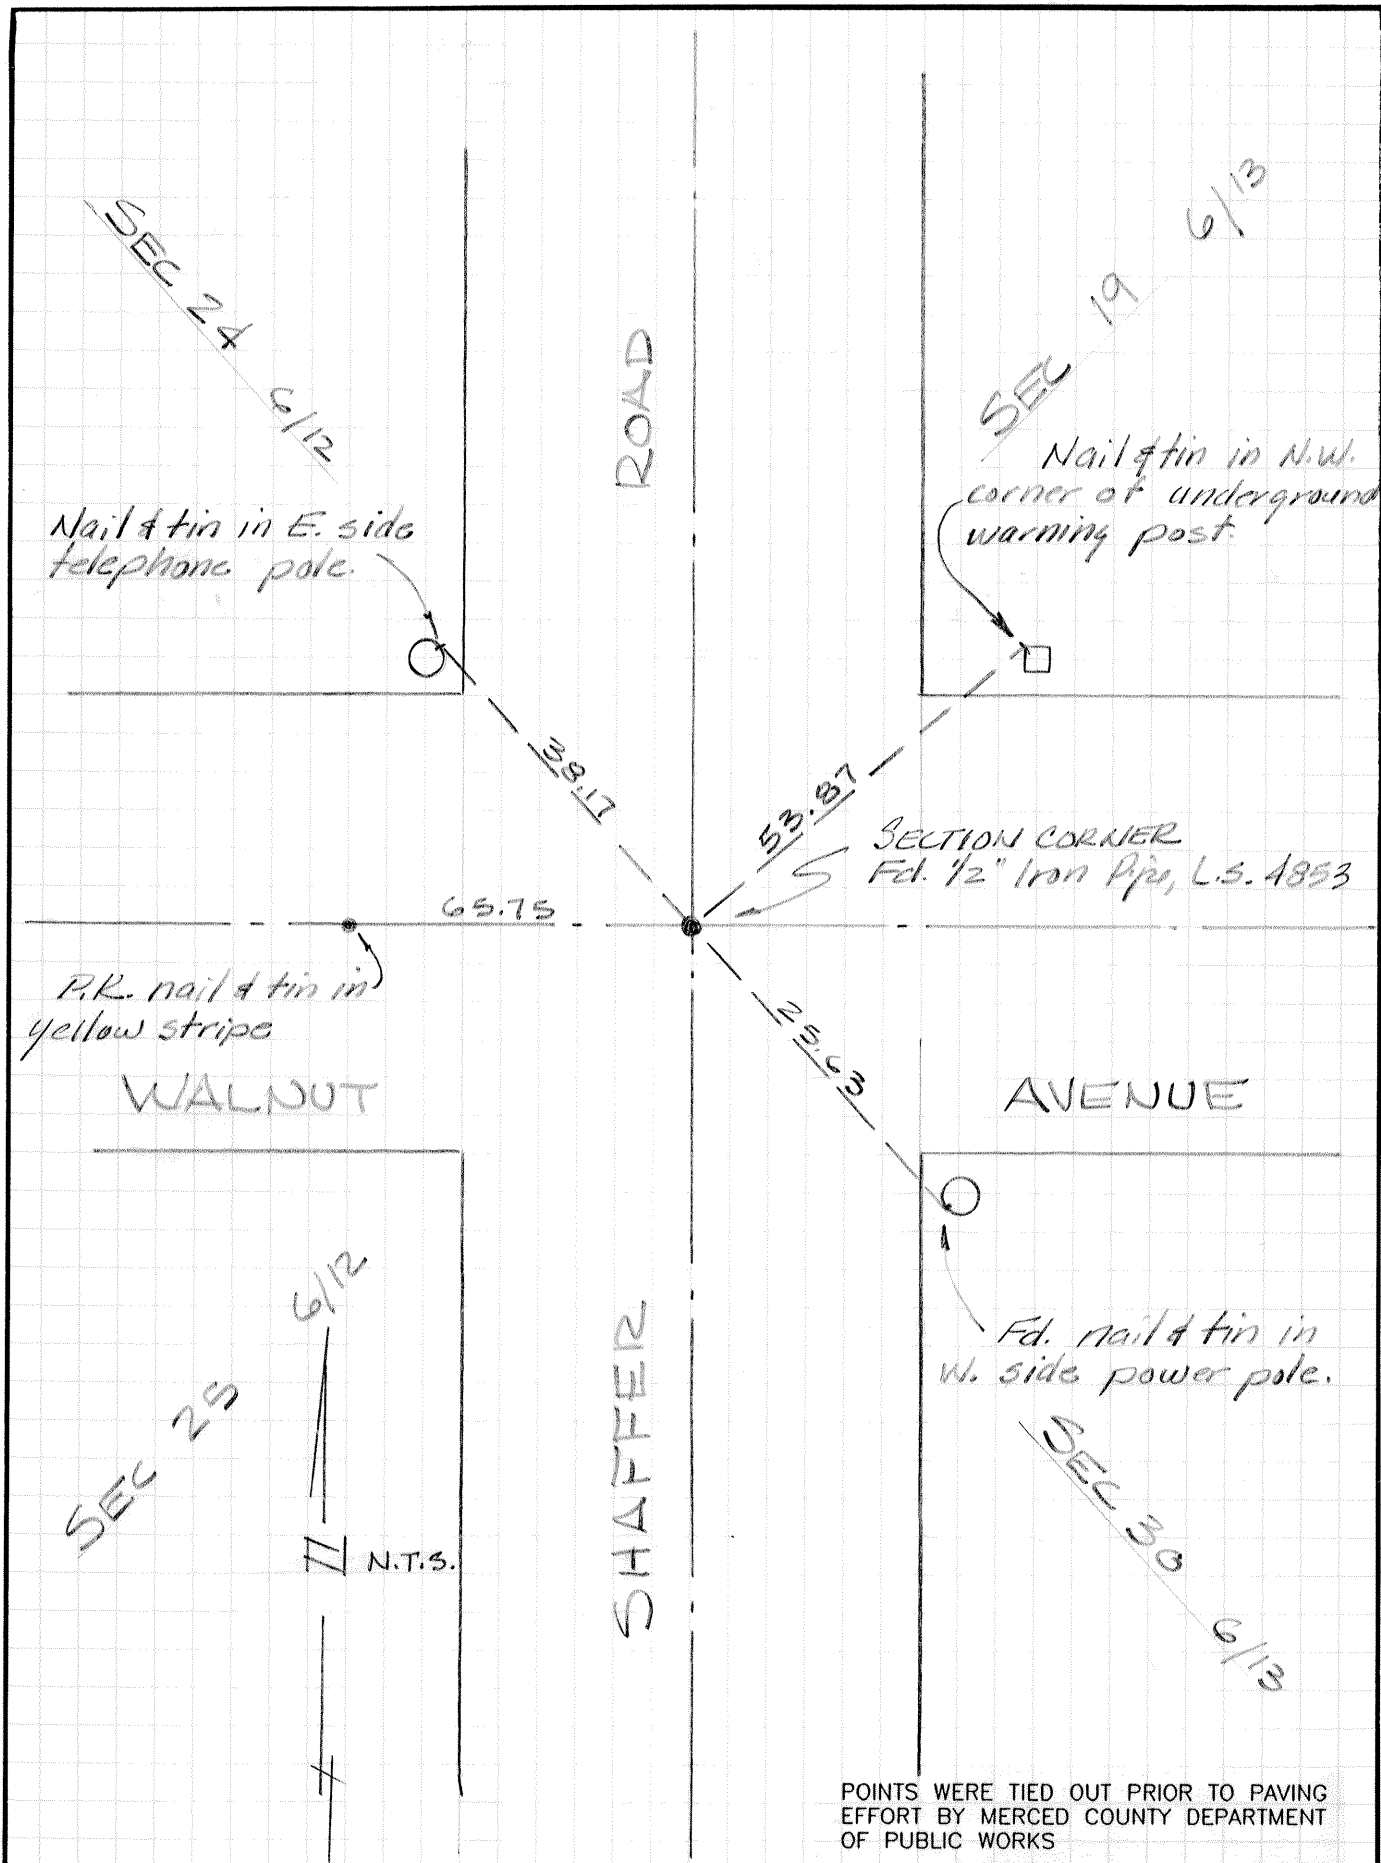 SEC 24
6/12
ROAD
6/13
SEC 19
Nail & tin in N.W.
corner of underground
warning post.
Nail & tin in E. side
telephone pole.
38.17
53.87
SECTION CORNER
Fd. 1/2" Iron Pipe, L.S. 4853
65.75
P.K. nail & tin in
yellow stripe
25.63
WALNUT
AVENUE
6/12
SEC 25
SHAFFER
Fd. nail & tin in
W. side power pole.
SEC 30
6/13
N N.T.S.
POINTS WERE TIED OUT PRIOR TO PAVING
EFFORT BY MERCED COUNTY DEPARTMENT
OF PUBLIC WORKS